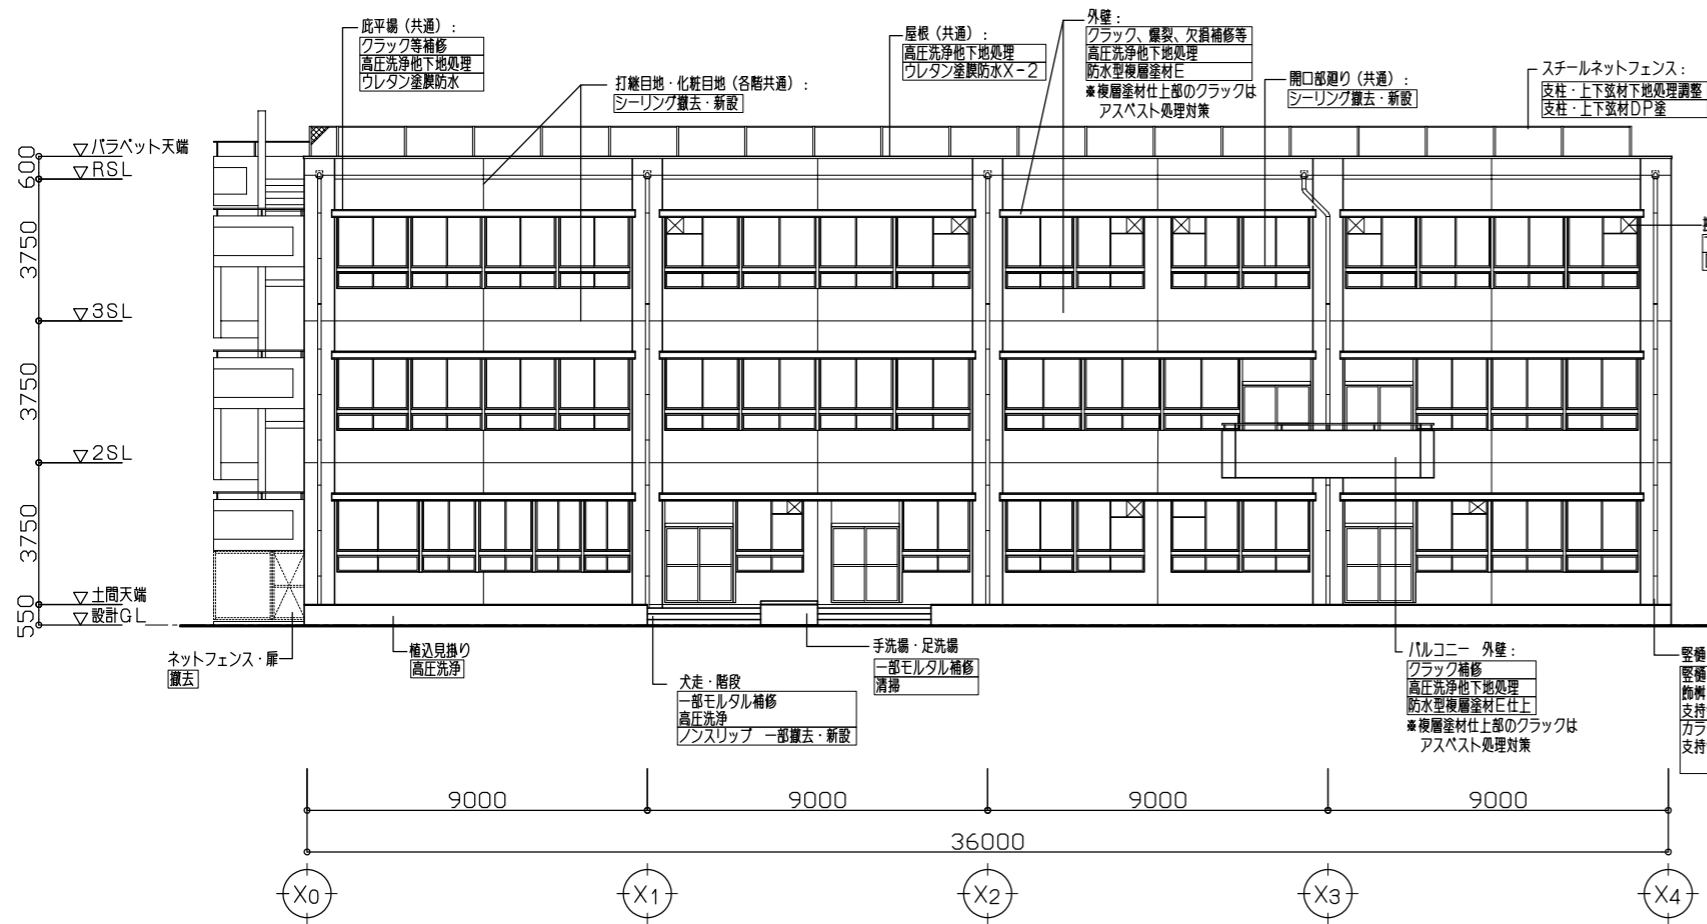 庇平場（共通）：
クラック等補修
高圧洗浄他下地処理
ウレタン塗膜防水
打継目地・化粧目地（各階共通）：
シーリング撤去・新設
屋根（共通）：
高圧洗浄他下地処理
ウレタン塗膜防水X-2
外壁：
クラック、爆裂、欠損補修等
高圧洗浄他下地処理
防水型複層塗材E
※複層塗材仕上部のクラックは
アスベスト処理対策
開口部廻り（共通）：
シーリング撤去・新設
スチールネットフェンス：
支柱・上下弦材下地処理調整
支柱・上下弦材DP塗
▽パラペット天端
600
▽RSL
3750
▽3SL
3750
▽2SL
3750
▽土間天端
550
▽設計GL
ネットフェンス・扉
撤去
植込見掛り
高圧洗浄
犬走・階段
一部モルタル補修
高圧洗浄
ノンスリップ 一部撤去・新設
手洗場・足洗場
一部モルタル補修
清掃
バルコニー 外壁：
クラック補修
高圧洗浄他下地処理
防水型複層塗材E仕上
※複層塗材仕上部のクラックは
アスベスト処理対策
竪樋
竪樋
飾桝
支持
カラ
支持
9000 9000 9000 9000
36000
X0 X1 X2 X3 X4